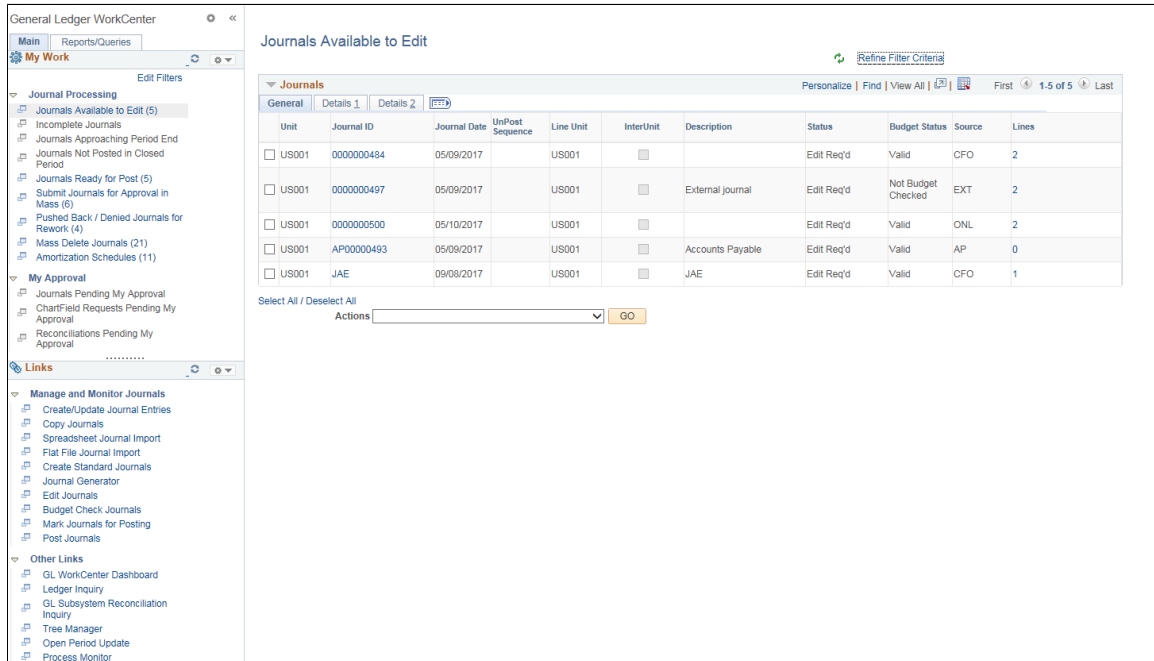 General Ledger WorkCenter
Main Reports/Queries
My Work
Edit Filters
Journal Processing
Journals Available to Edit (5)
Incomplete Journals
Journals Approaching Period End
Journals Not Posted in Closed
Period
Journals Ready for Post (5)
Submit Journals for Approval in
Mass (6)
Pushed Back / Denied Journals for
Rework (4)
Mass Delete Journals (21)
Amortization Schedules (11)
My Approval
Journals Pending My Approval
ChartField Requests Pending My
Approval
Reconciliations Pending My
Approval
Links
Manage and Monitor Journals
Create/Update Journal Entries
Copy Journals
Spreadsheet Journal Import
Flat File Journal Import
Create Standard Journals
Journal Generator
Edit Journals
Budget Check Journals
Mark Journals for Posting
Post Journals
Other Links
GL WorkCenter Dashboard
Ledger Inquiry
GL Subsystem Reconciliation
Inquiry
Tree Manager
Open Period Update
Process Monitor
Journals Available to Edit
Refine Filter Criteria
Journals Personalize | Find | View All | | First 1-5 of 5 Last
General Details 1 Details 2
Unit Journal ID Journal Date UnPost Sequence Line Unit InterUnit Description Status Budget Status Source Lines
US001 0000000484 05/09/2017 US001 Edit Req'd Valid CFO 2
US001 0000000497 05/09/2017 US001 External journal Edit Req'd Not Budget Checked EXT 2
US001 0000000500 05/10/2017 US001 Edit Req'd Valid ONL 2
US001 AP00000493 05/09/2017 US001 Accounts Payable Edit Req'd Valid AP 0
US001 JAE 09/08/2017 US001 JAE Edit Req'd Valid CFO 1
Select All / Deselect All
Actions GO